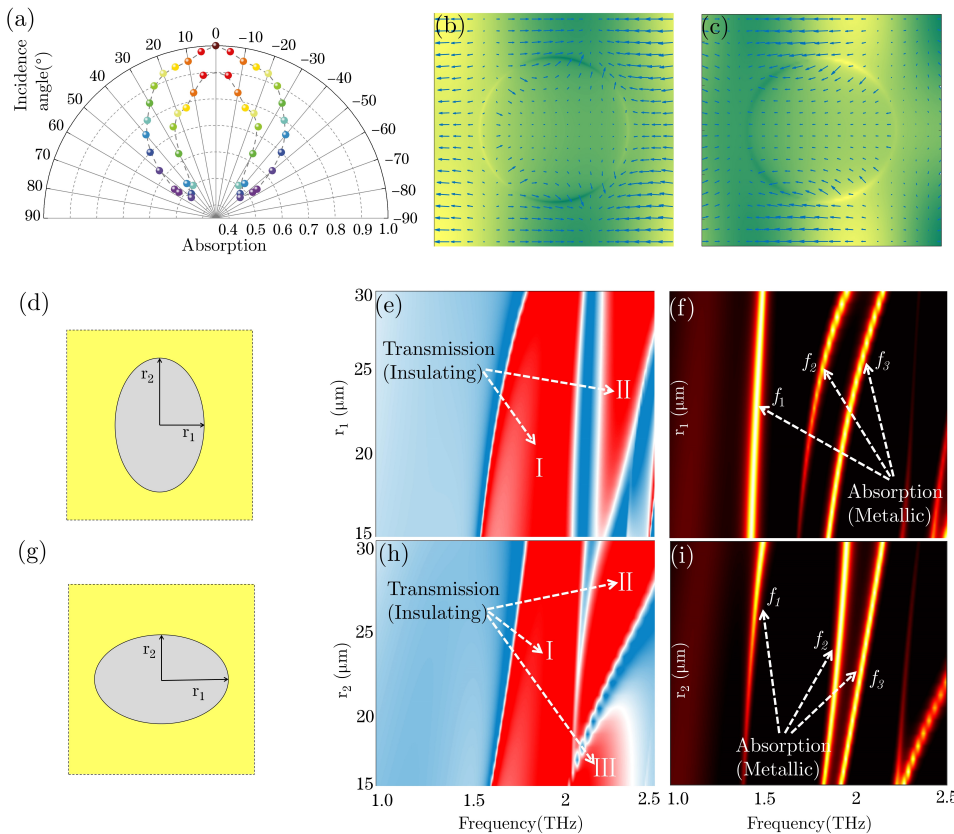 (a)
Incidence
angle(°)
0
10 -10
20 -20
30 -30
40 -40
50 -50
60 -60
70 -70
80 -80
90 -90
0.4 0.5 0.6 0.7 0.8 0.9 1.0
Absorption
(b)
(c)
(d)
r2
r1
(e)
30
25
20
15
r1 (μm)
Transmission
(Insulating)
I
II
(f)
r1 (μm)
f1
f2
f3
Absorption
(Metallic)
(g)
r2
r1
(h)
30
25
20
15
r2 (μm)
Transmission
(Insulating)
I
II
III
1.0 1.5 2 2.5
Frequency(THz)
(i)
r2 (μm)
f1
f2
f3
Absorption
(Metallic)
1.0 1.5 2 2.5
Frequency(THz)